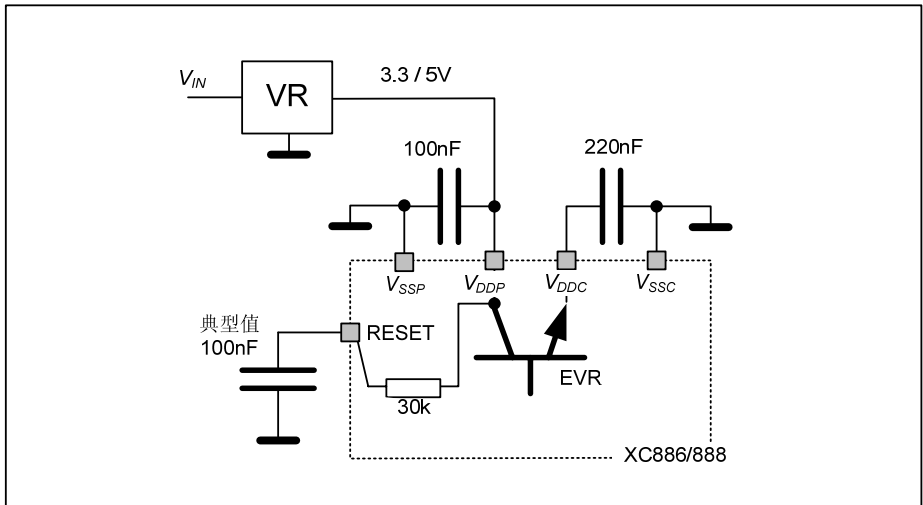 3.3 / 5V
VIN
VR
100nF
220nF
VSSP
VDDP
VDDC
VSSC
典型值
100nF
RESET
EVR
30k
XC886/888